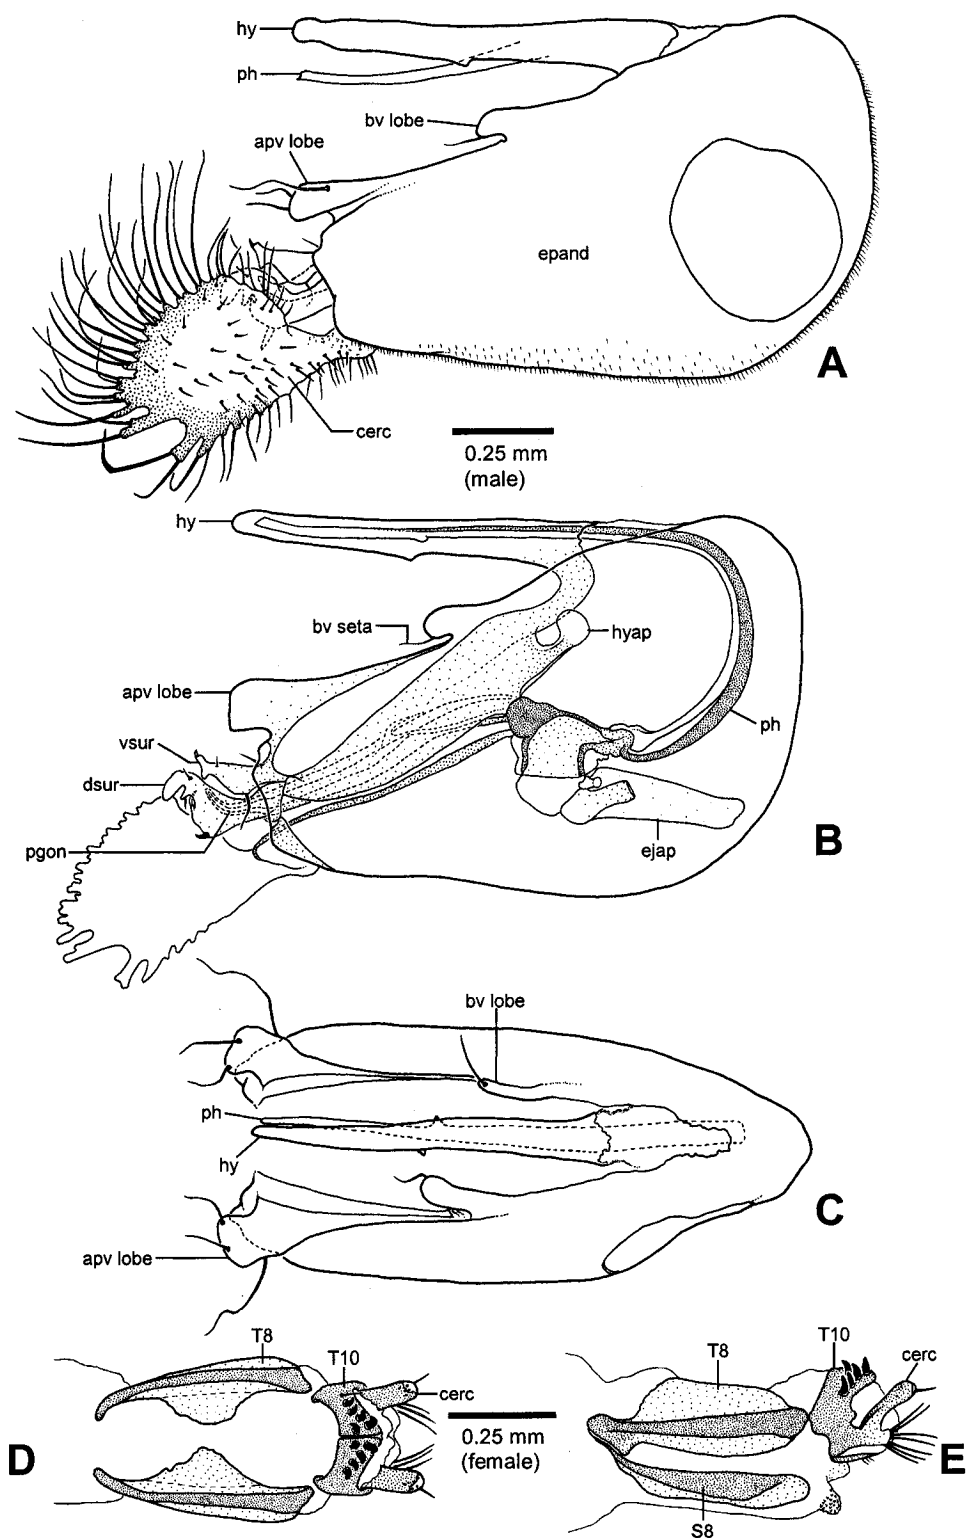 hy
ph
bv lobe
apv lobe
epand
A
cerc
0.25 mm
(male)
hy
bv seta
hyap
apv lobe
ph
vsur
dsur
B
pgon
ejap
bv lobe
ph
hy
C
apv lobe
T8
T10
cerc
D
0.25 mm
(female)
T8
T10
cerc
E
S8